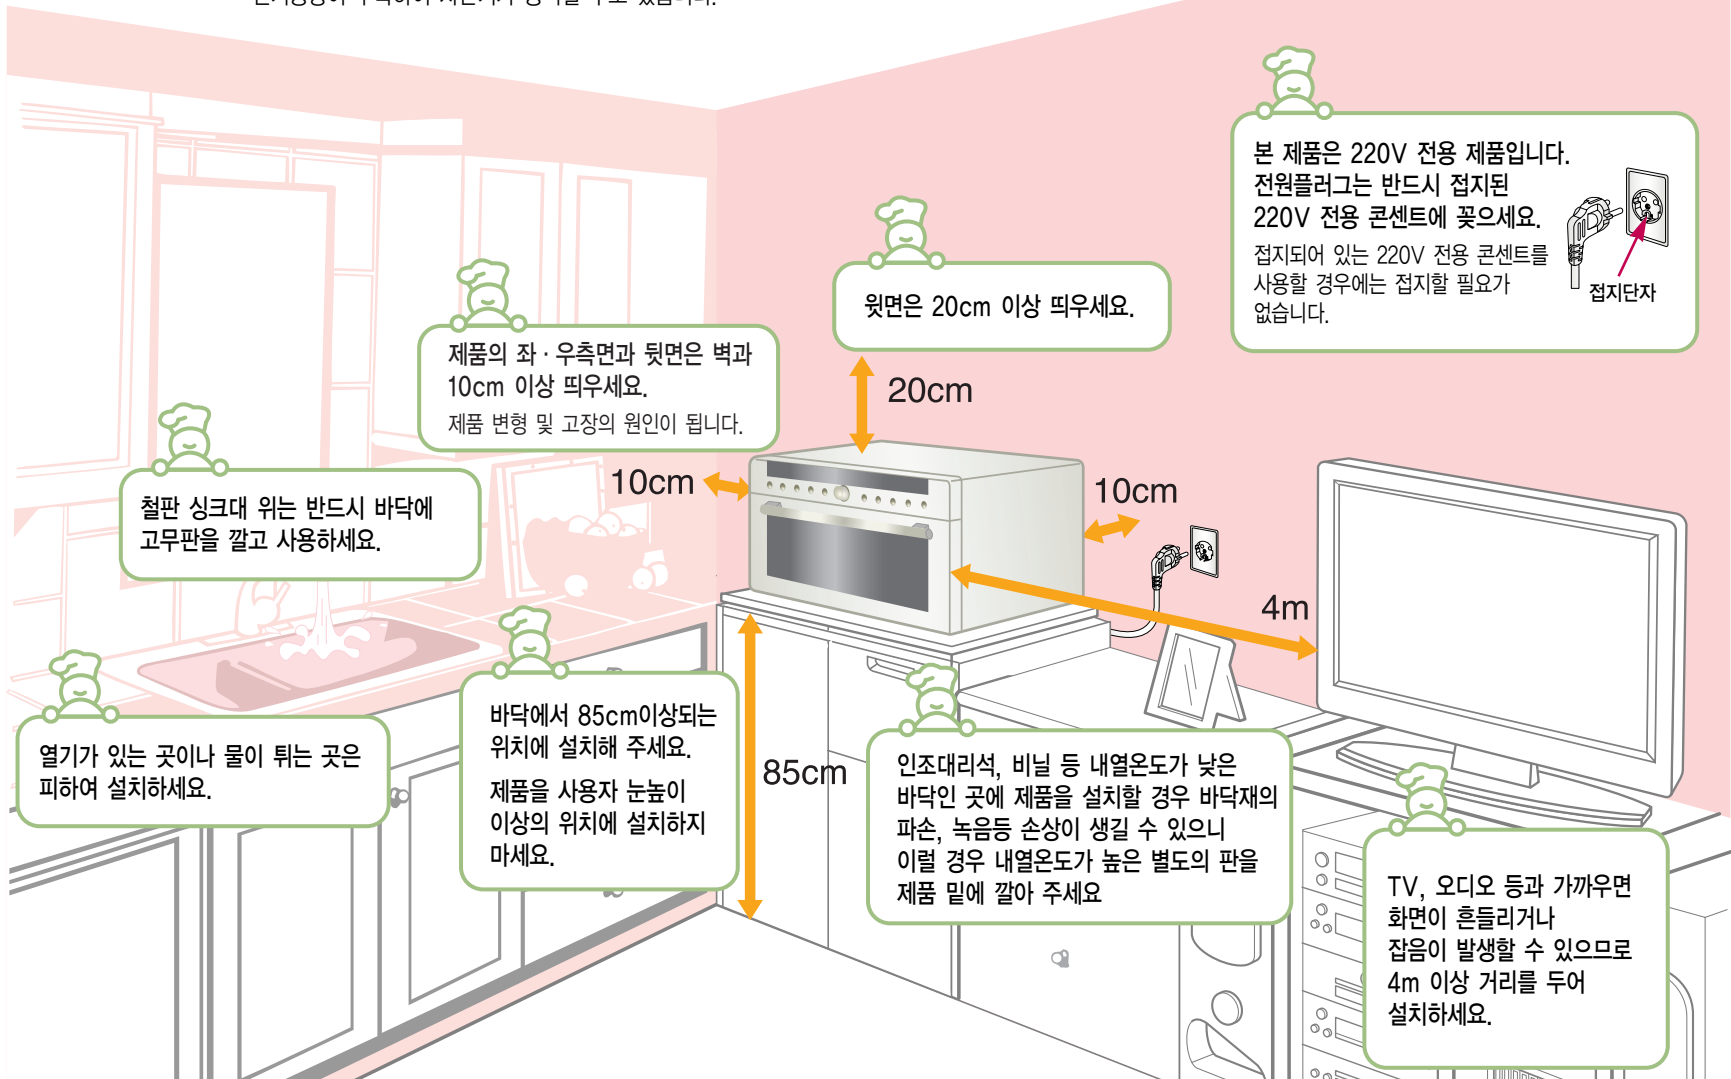 본 제품은 220V 전용 제품입니다.
전원플러그는 반드시 접지된
220V 전용 콘센트에 꽂으세요.
접지되어 있는 220V 전용 콘센트를
사용할 경우에는 접지할 필요가
없습니다.
접지단자
윗면은 20cm 이상 띄우세요.
20cm
제품의 좌 · 우측면과 뒷면은 벽과
10cm 이상 띄우세요.
제품 변형 및 고장의 원인이 됩니다.
10cm
10cm
철판 싱크대 위는 반드시 바닥에
고무판을 깔고 사용하세요.
4m
열기가 있는 곳이나 물이 튀는 곳은
피하여 설치하세요.
바닥에서 85cm이상되는
위치에 설치해 주세요.
제품을 사용자 눈높이
이상의 위치에 설치하지
마세요.
85cm
인조대리석, 비닐 등 내열온도가 낮은
바닥인 곳에 제품을 설치할 경우 바닥재의
파손, 녹음등 손상이 생길 수 있으니
이럴 경우 내열온도가 높은 별도의 판을
제품 밑에 깔아 주세요
TV, 오디오 등과 가까우면
화면이 흔들리거나
잡음이 발생할 수 있으므로
4m 이상 거리를 두어
설치하세요.